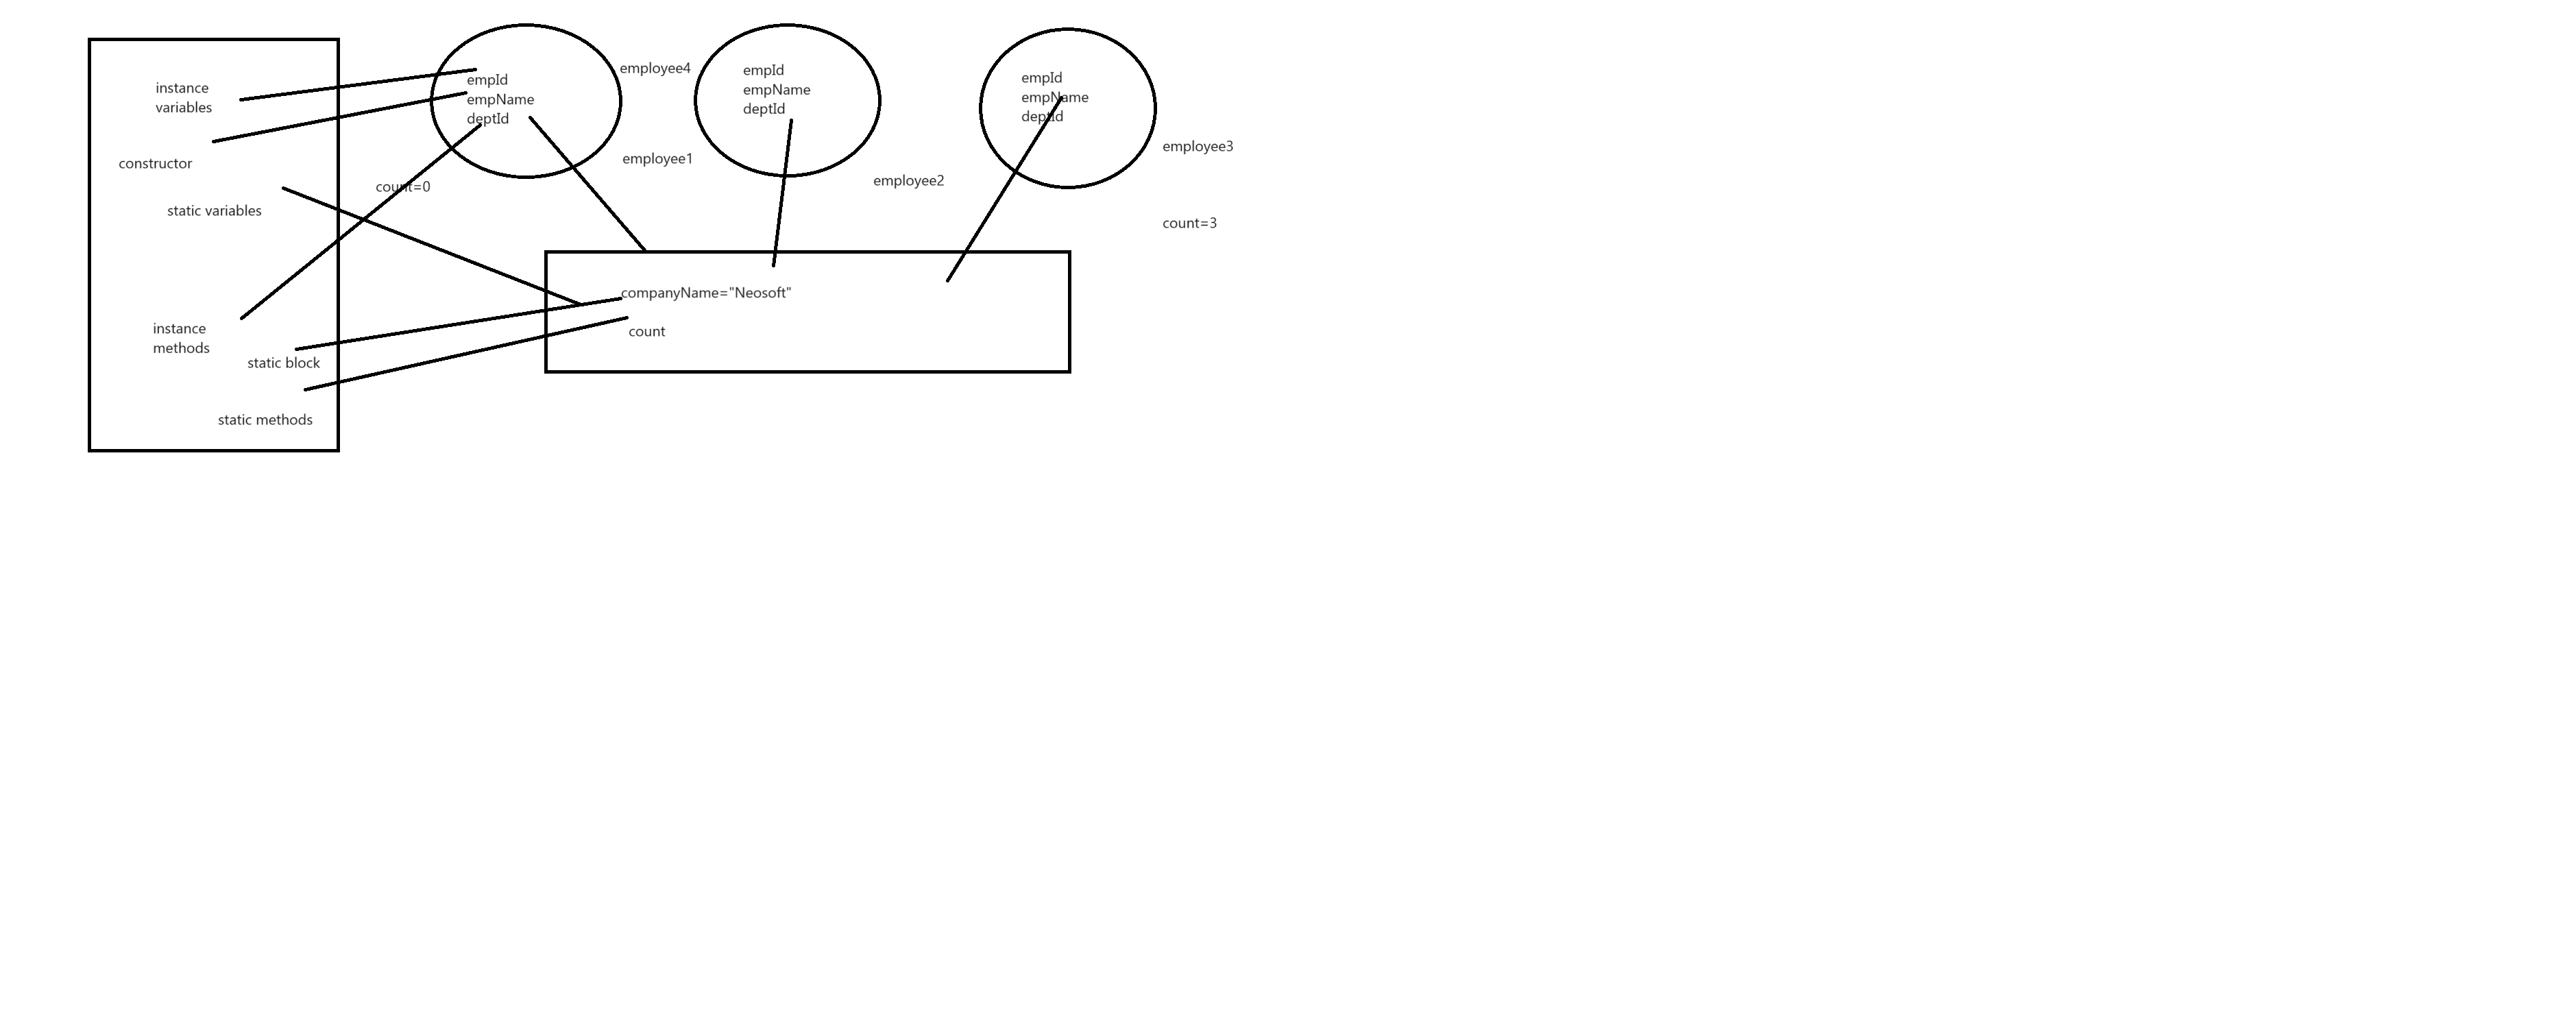 instance
variables
constructor
static variables
instance
methods
static block
static methods
count=0
empId
empName
deptId
employee4
employee1
empId
empName
deptId
employee2
empId
empName
deptId
employee3
count=3
companyName="Neosoft"
count